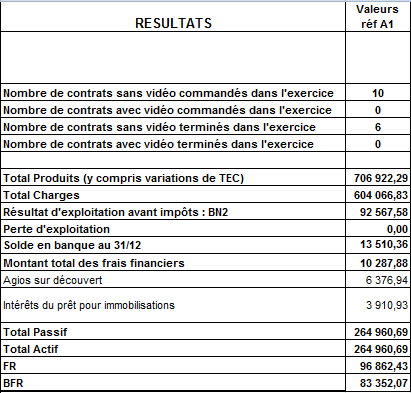 RESULTATS
Valeurs
réf A1
Nombre de contrats sans vidéo commandés dans l'exercice 10
Nombre de contrats avec vidéo commandés dans l'exercice 0
Nombre de contrats sans vidéo terminés dans l'exercice 6
Nombre de contrats avec vidéo terminés dans l'exercice 0
Total Produits (y compris variations de TEC) 706 922,29
Total Charges 604 066,83
Résultat d'exploitation avant impôts : BN2 92 567,58
Perte d'exploitation 0,00
Solde en banque au 31/12 13 510,36
Montant total des frais financiers 10 287,88
Agios sur découvert 6 376,94
Intérêts du prêt pour immobilisations 3 910,93
Total Passif 264 960,69
Total Actif 264 960,69
FR 96 862,43
BFR 83 352,07